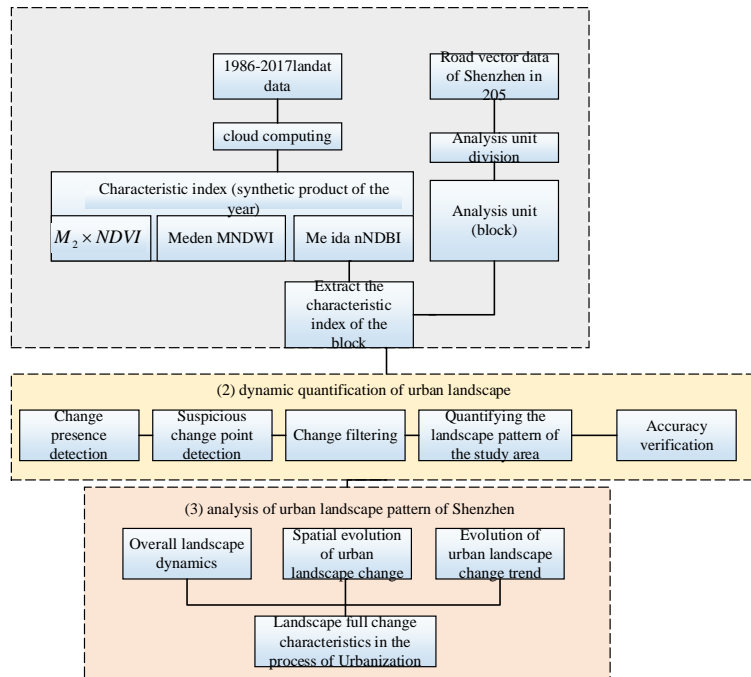 1986-2017landat
data
Road vector data
of Shenzhen in
205
cloud computing
Analysis unit
division
Characteristic index (synthetic product of the
year)
M₂ × NDVI
Meden MNDWI
Me ida nNDBI
Analysis unit
(block)
Extract the
characteristic
index of the
block
(2) dynamic quantification of urban landscape
Change
presence
detection
Suspicious
change point
detection
Change filtering
Quantifying the
landscape pattern of
the study area
Accuracy
verification
(3) analysis of urban landscape pattern of Shenzhen
Overall landscape
dynamics
Spatial evolution
of urban
landscape change
Evolution of
urban landscape
change trend
Landscape full change
characteristics in the
process of Urbanization